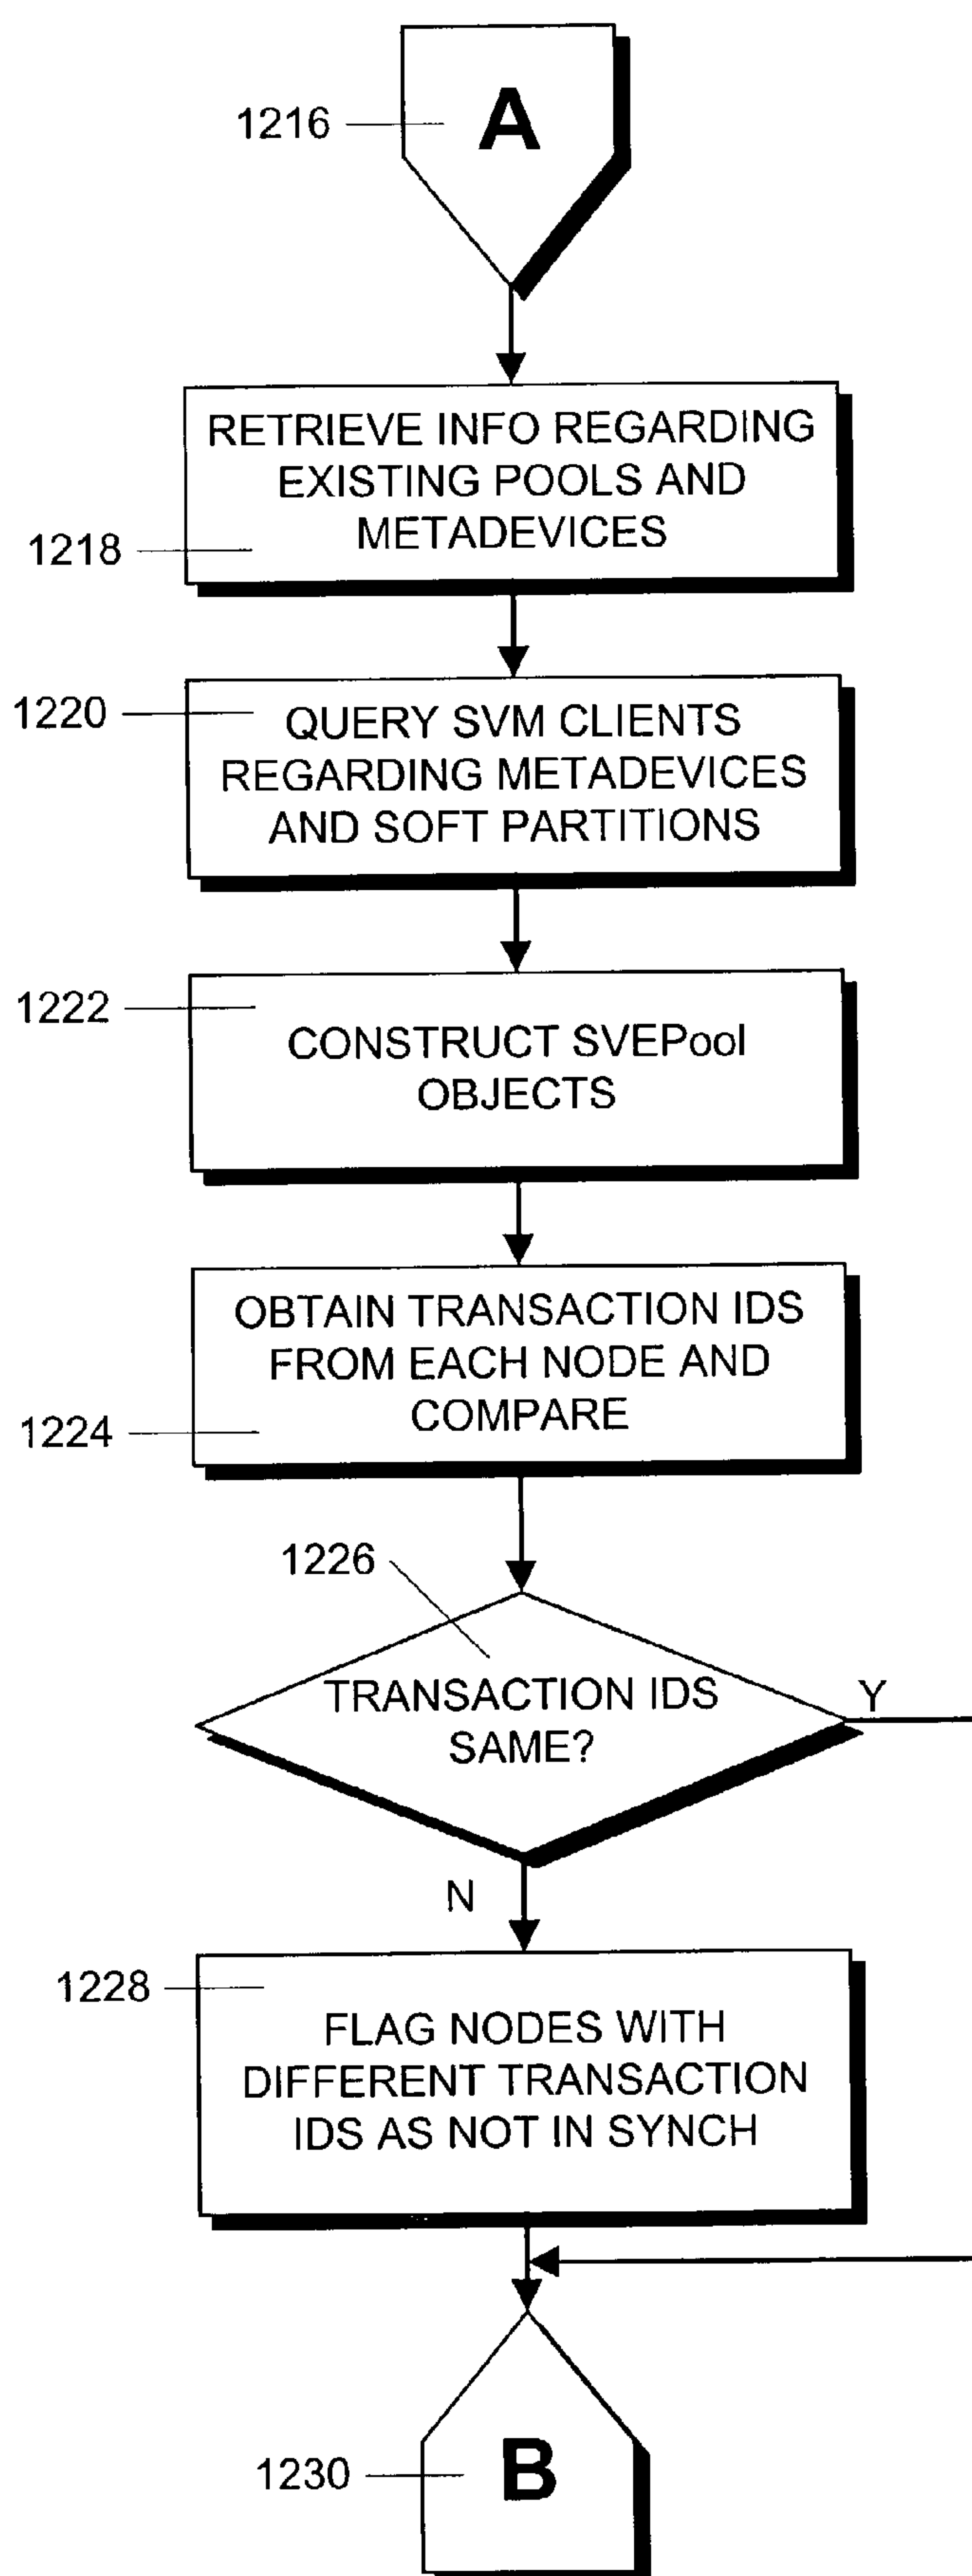 A
1216
RETRIEVE INFO REGARDING
EXISTING POOLS AND
METADEVICES
1218
1220
QUERY SVM CLIENTS
REGARDING METADEVICES
AND SOFT PARTITIONS
1222
CONSTRUCT SVEPool
OBJECTS
OBTAIN TRANSACTION IDS
FROM EACH NODE AND
COMPARE
1224
1226
TRANSACTION IDS
SAME?
Y
N
1228
FLAG NODES WITH
DIFFERENT TRANSACTION
IDS AS NOT IN SYNCH
B
1230